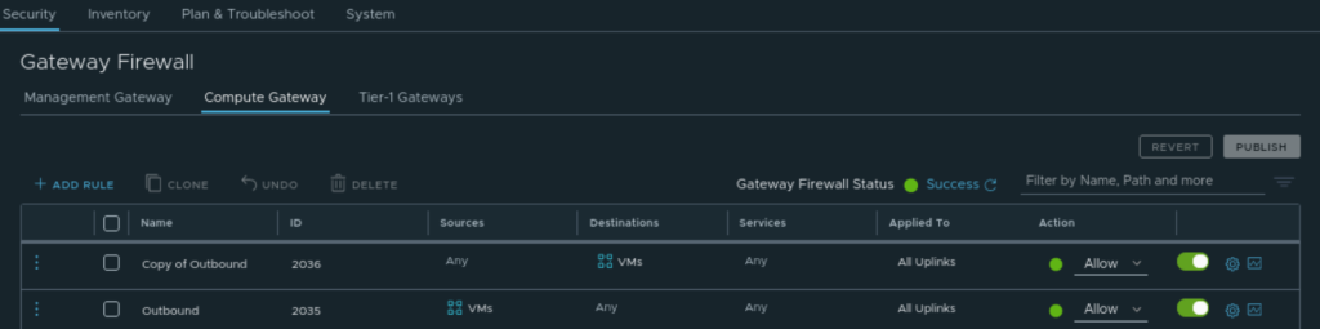 Security Inventory Plan & Troubleshoot System
Gateway Firewall
Management Gateway Compute Gateway Tier-1 Gateways
REVERT PUBLISH
+ ADD RULE CLONE UNDO DELETE Gateway Firewall Status Success Filter by Name, Path and more
Name ID Sources Destinations Services Applied To Action
Copy of Outbound 2036 Any VMs Any All Uplinks Allow
Outbound 2035 VMs Any Any All Uplinks Allow